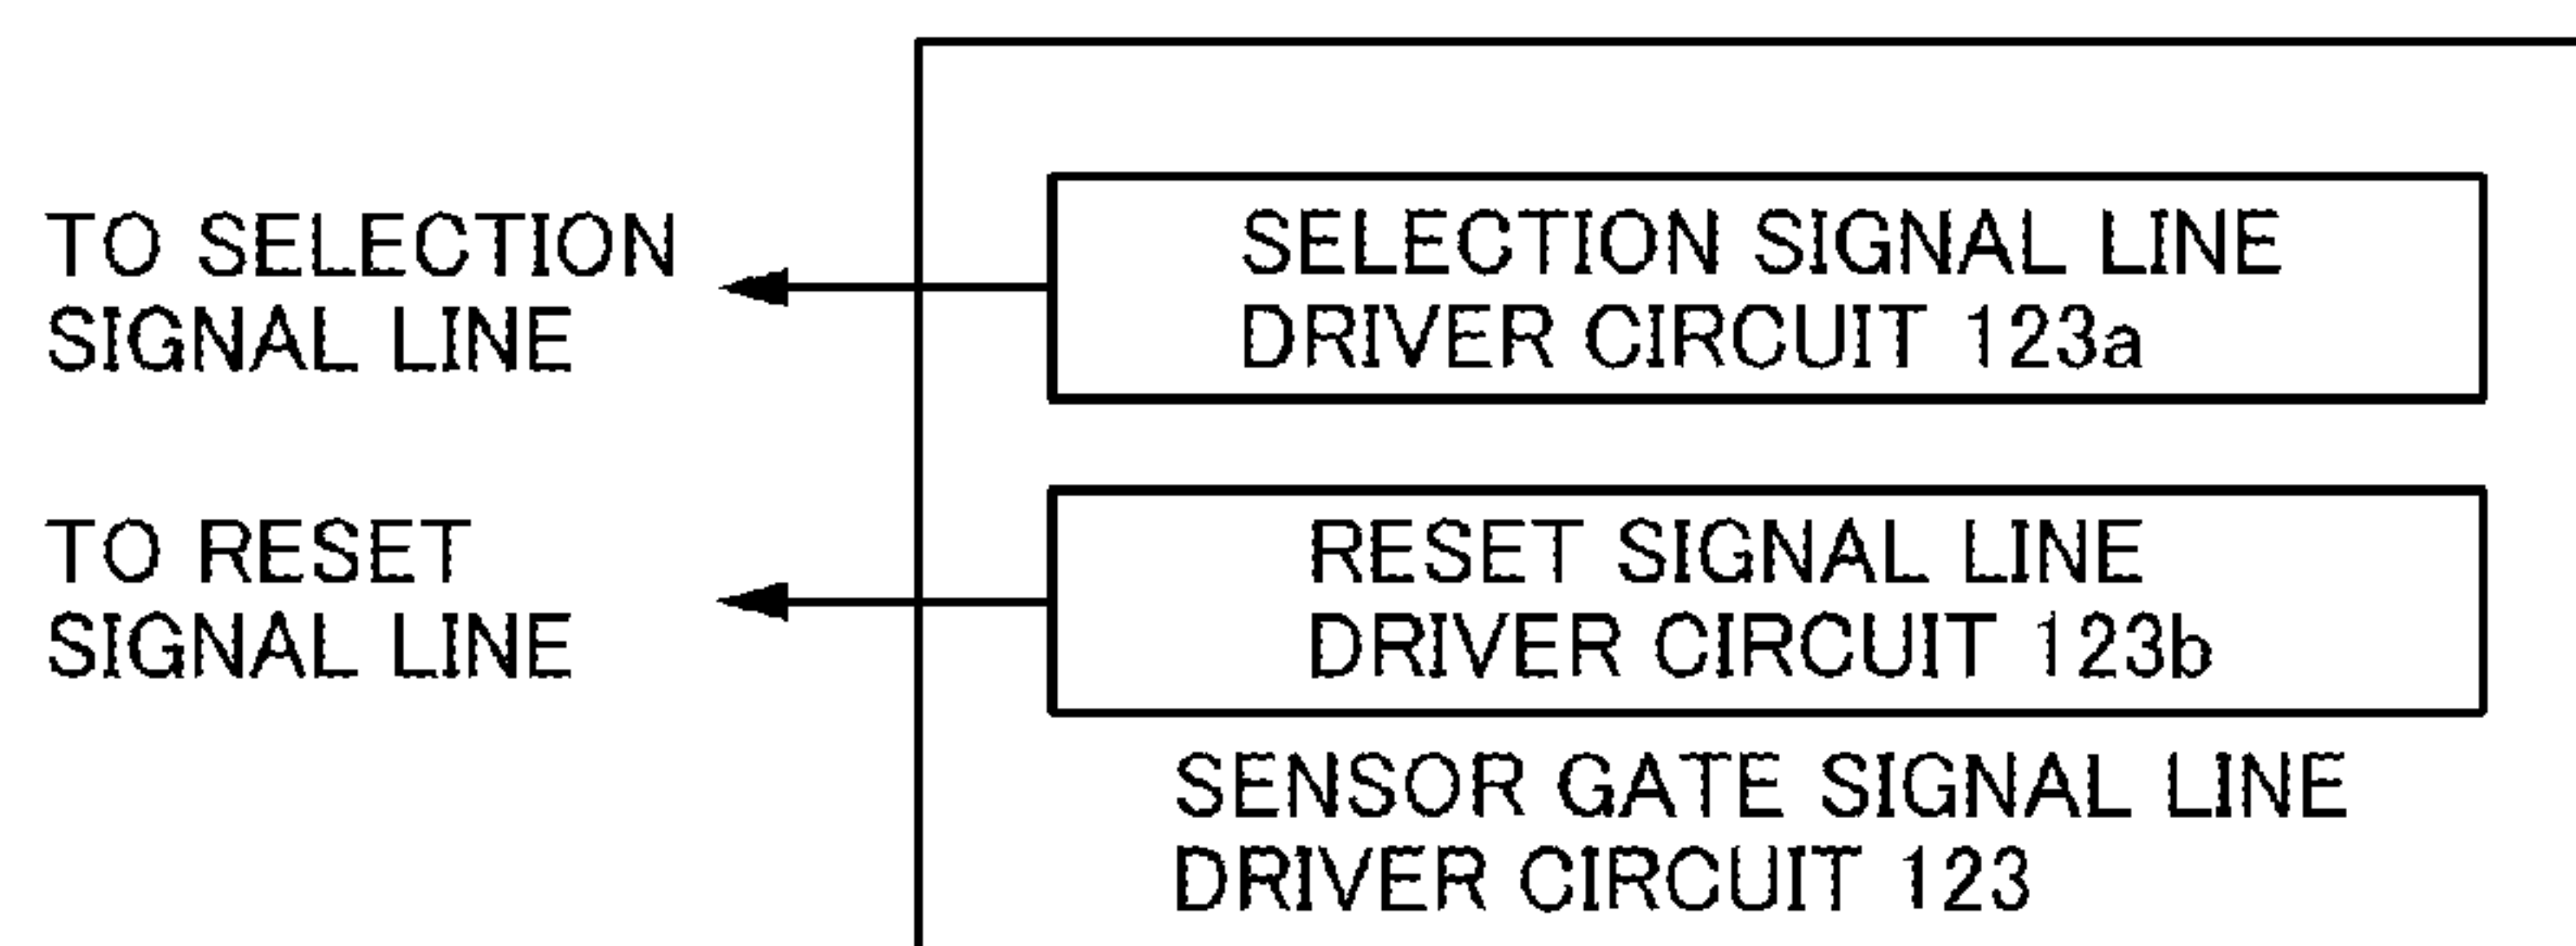 TO SELECTION
SIGNAL LINE
SELECTION SIGNAL LINE
DRIVER CIRCUIT 123a
TO RESET
SIGNAL LINE
RESET SIGNAL LINE
DRIVER CIRCUIT 123b
SENSOR GATE SIGNAL LINE
DRIVER CIRCUIT 123